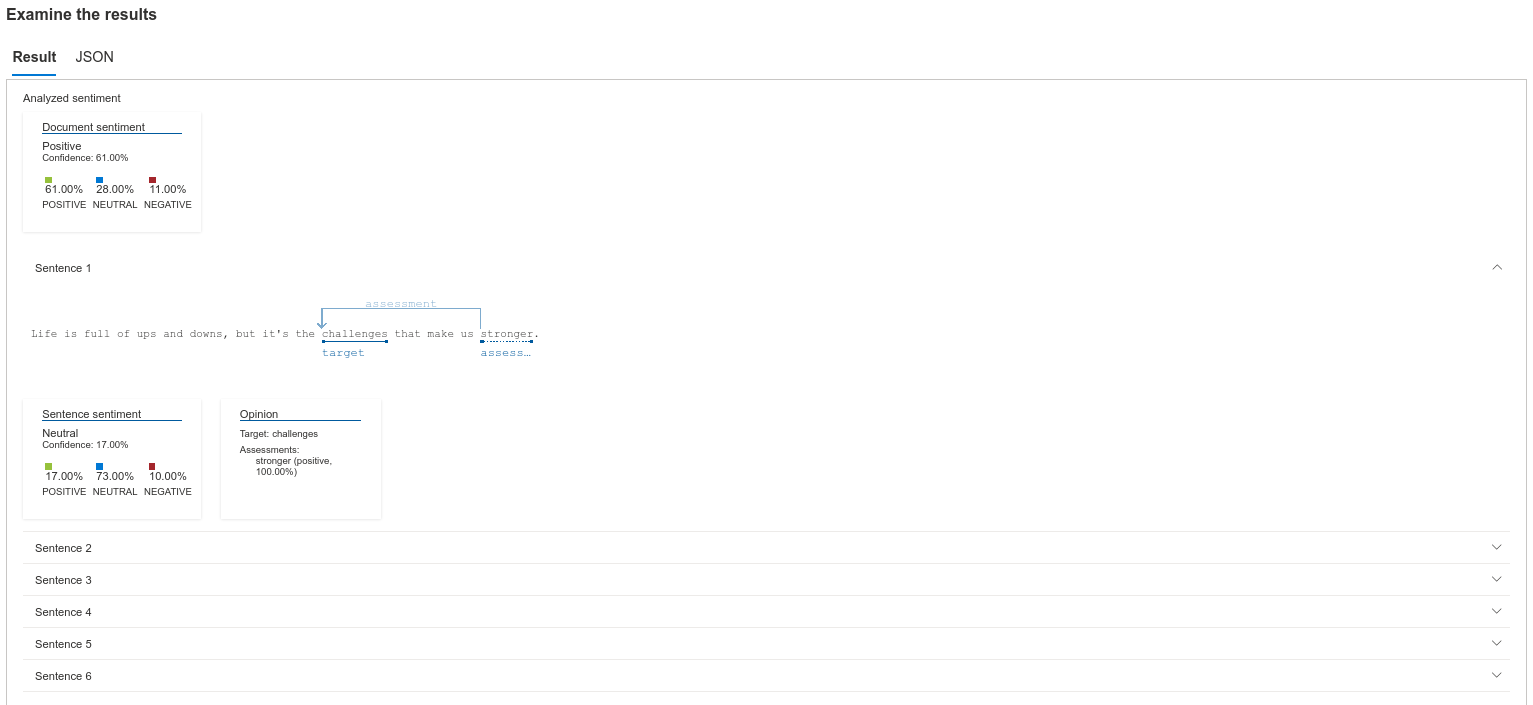 Examine the results
Result JSON
Analyzed sentiment
Document sentiment
Positive
Confidence: 61.00%
61.00% 28.00% 11.00%
POSITIVE NEUTRAL NEGATIVE
Sentence 1
assessment
Life is full of ups and downs, but it's the challenges that make us stronger.
target assess…
Sentence sentiment
Neutral
Confidence: 17.00%
17.00% 73.00% 10.00%
POSITIVE NEUTRAL NEGATIVE
Opinion
Target: challenges
Assessments:
stronger (positive,
100.00%)
Sentence 2
Sentence 3
Sentence 4
Sentence 5
Sentence 6